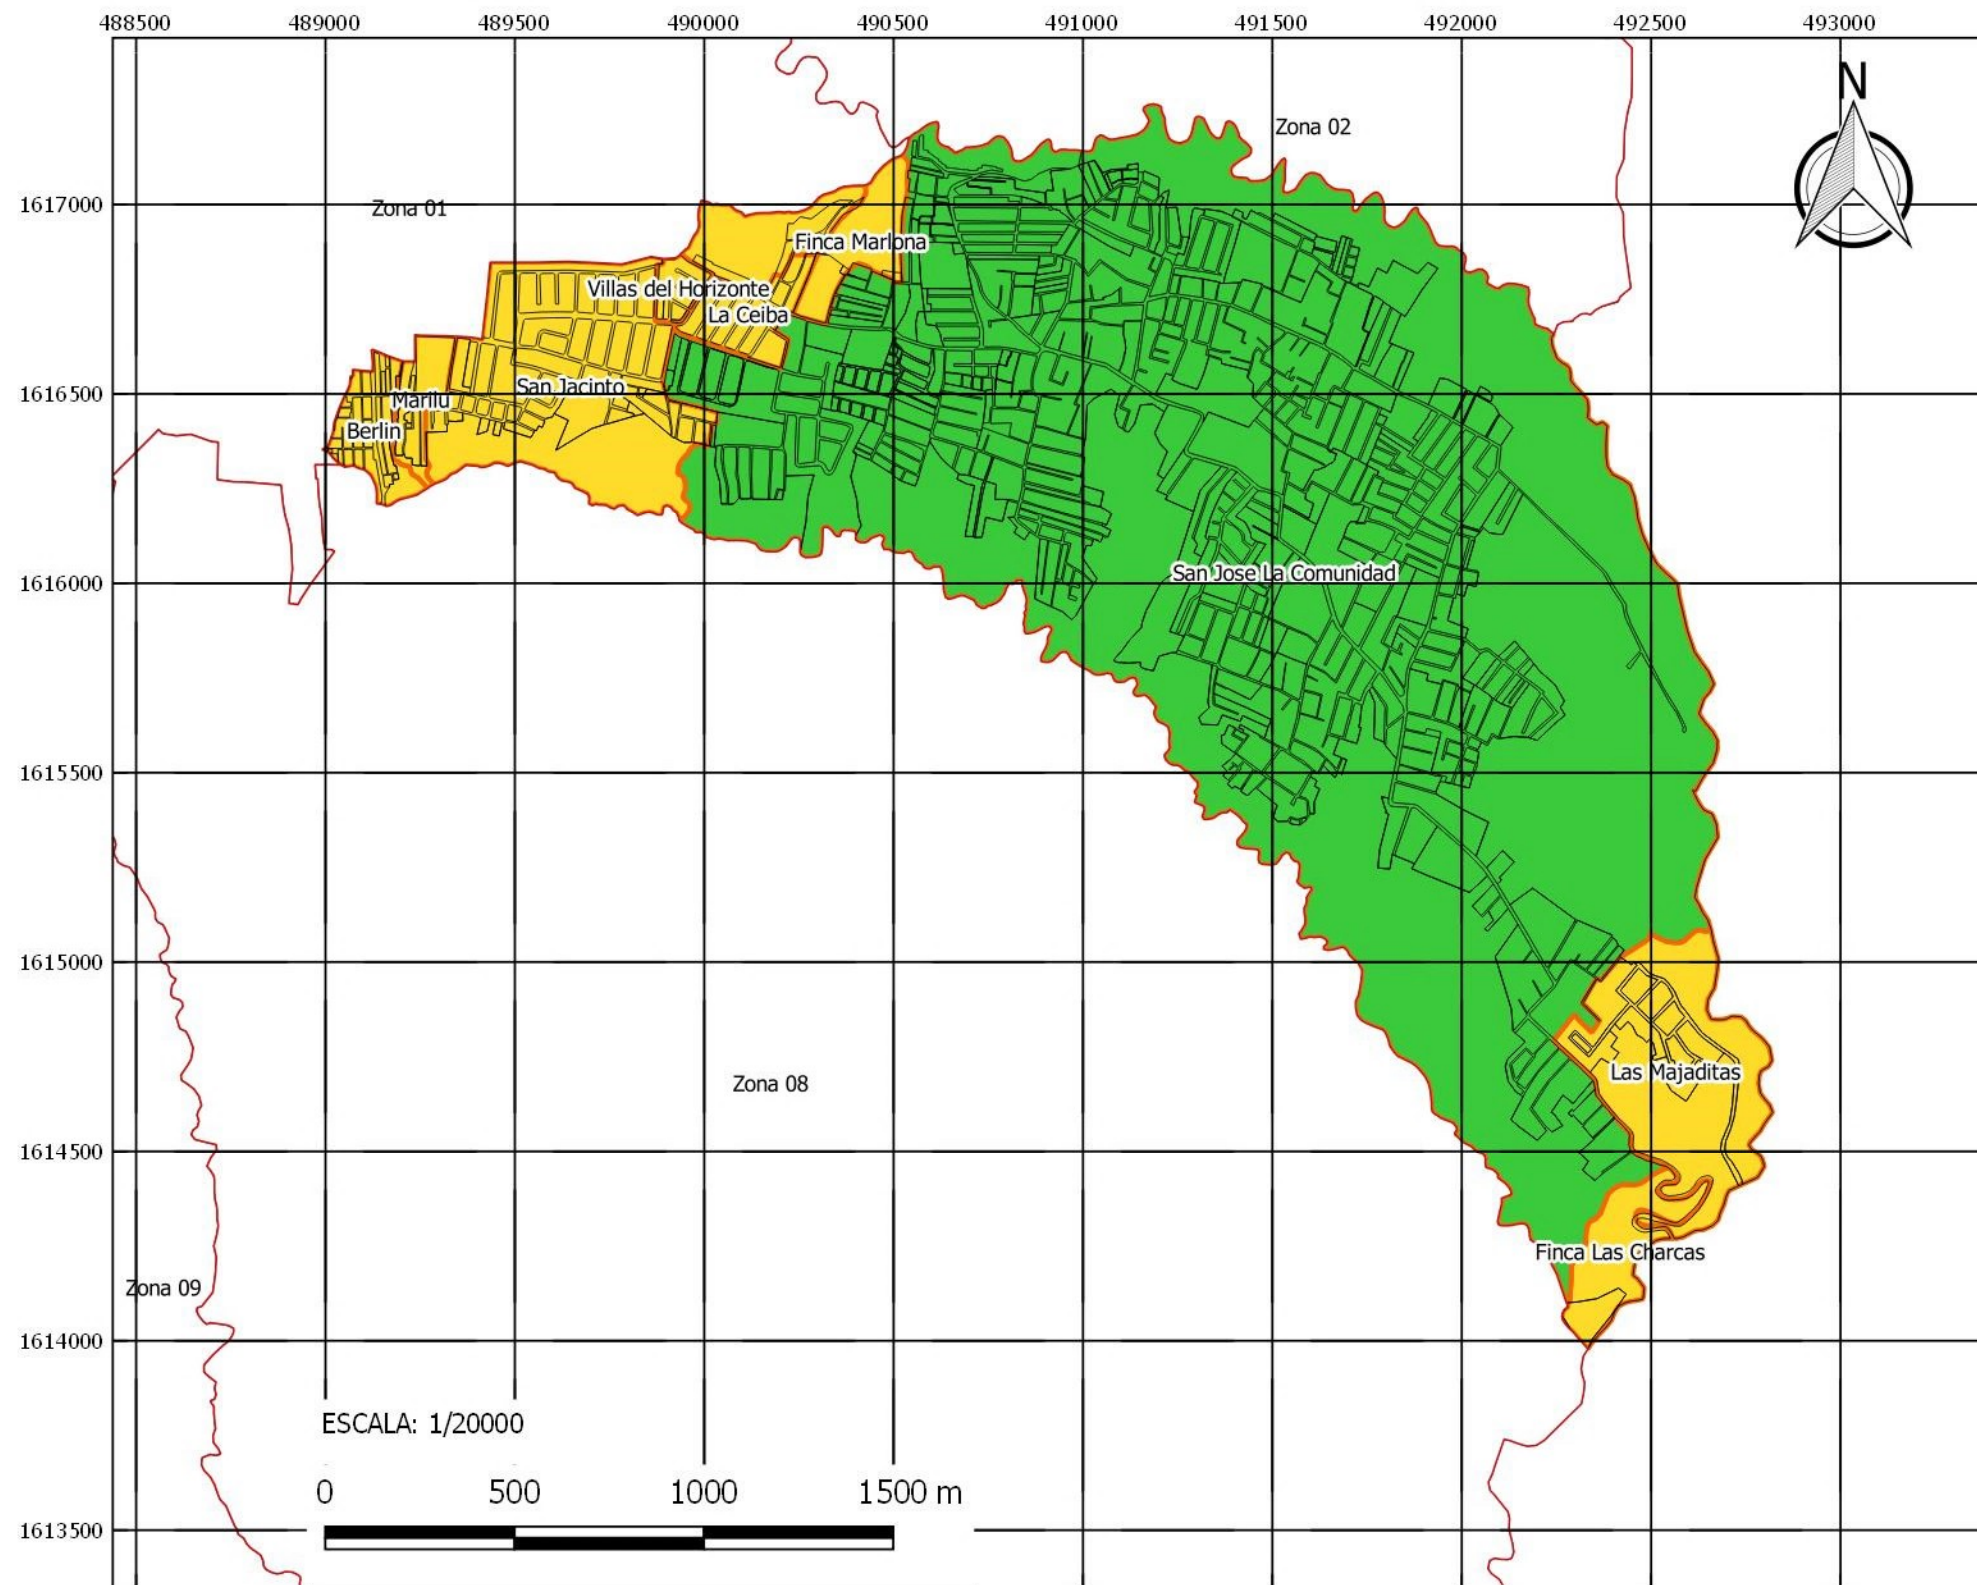 488500 489000 489500 490000 490500 491000 491500 492000 492500 493000
N
Zona 02
1617000
Zona 01
Finca Marlona
Villas del Horizonte
La Ceiba
1616500
San Jacinto
Marilu
Berlin
1616000
San Jose La Comunidad
1615500
1615000
Las Majaditas
Zona 08
1614500
Finca Las Charcas
Zona 09
1614000
ESCALA: 1/20000
0 500 1000 1500 m
1613500